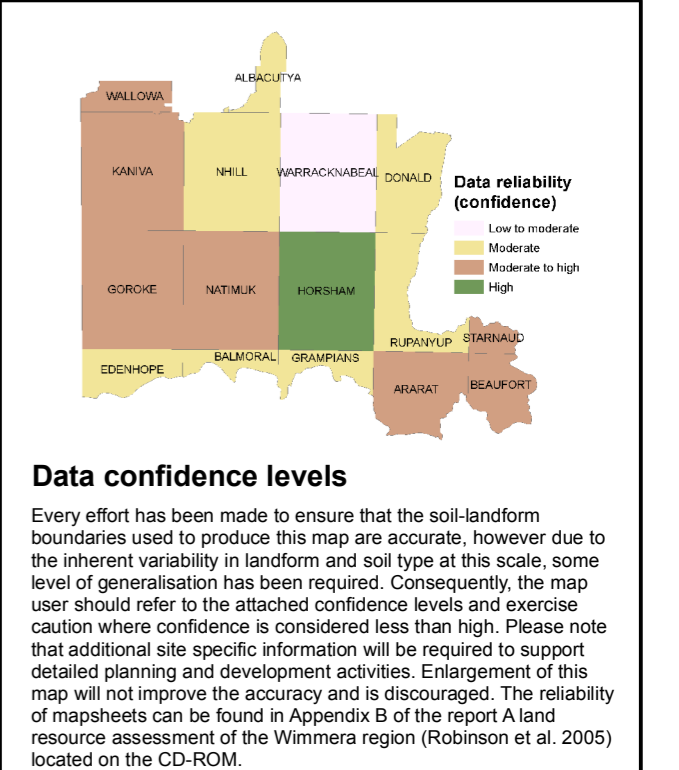 ALBACUTYA
WALLOWA
KANIVA
NHILL
WARRACKNABEAL
DONALD
Data reliability
(confidence)
Low to moderate
Moderate
Moderate to high
High
GOROKE
NATIMUK
HORSHAM
RUPANYUP
STARNAUD
EDENHOPE
BALMORAL
GRAMPIANS
ARARAT
BEAUFORT
Data confidence levels
Every effort has been made to ensure that the soil-landform
boundaries used to produce this map are accurate, however due to
the inherent variability in landform and soil type at this scale, some
level of generalisation has been required. Consequently, the map
user should refer to the attached confidence levels and exercise
caution where confidence is considered less than high. Please note
that additional site specific information will be required to support
detailed planning and development activities. Enlargement of this
map will not improve the accuracy and is discouraged. The reliability
of mapsheets can be found in Appendix B of the report A land
resource assessment of the Wimmera region (Robinson et al. 2005)
located on the CD-ROM.